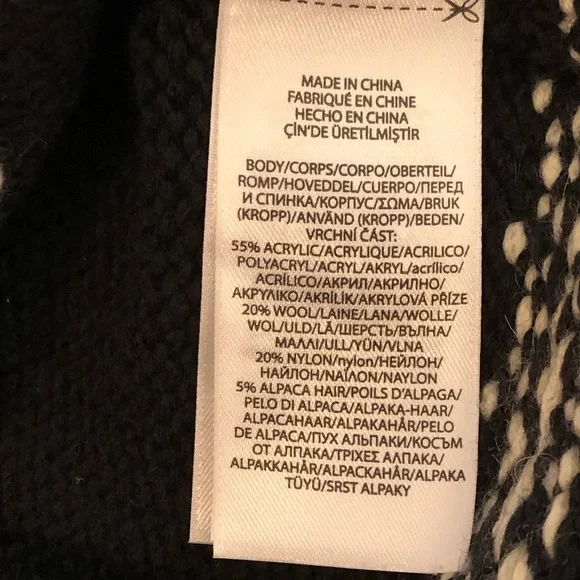 MADE IN CHINA
FABRIQUÉ EN CHINE
HECHO EN CHINA
ÇİN'DE ÜRETİLMİŞTİR
BODY/CORPS/CORPO/OBERTEIL/
ROMP/HOVEDDEL/CUERPO/ПЕРЕД
И СПИНКА/КОРПУС/ΣΩΜΑ/BRUK
(KROPP)/ANVÄND (KROPP)/BEDEN/
VRCHNÍ ČÁST:
55% ACRYLIC/ACRYLIQUE/ACRILICO/
POLYACRYL/ACRYL/AKRYL/acrílico/
ACRÍLICO/АКРИЛ/АКРИЛНО/
ΑΚΡΥΛΙΚΟ/AKRİLİK/AKRYLOVÁ PŘÍZE
20% WOOL/LAINE/LANA/WOLLE/
WOL/ULD/LÃ/ШЕРСТЬ/ВЪЛНА/
ΜΑΛΛΙ/ULL/YÜN/VLNA
20% NYLON/nylon/НЕЙЛОН/
НАЙЛОН/ΝΑΪΛΟΝ/NAYLON
5% ALPACA HAIR/POILS D'ALPAGA/
PELO DI ALPACA/ALPAKA-HAAR/
ALPACAHAAR/ALPAKAHÅR/PELO
DE ALPACA/ПУХ АЛЬПАКИ/КОСЪМ
ОТ АЛПАКА/ΤΡΙΧΕΣ ΑΛΠΑΚΑ/
ALPAKKAHÅR/ALPACKAHÅR/ALPAKA
TÜYÜ/SRST ALPAKY